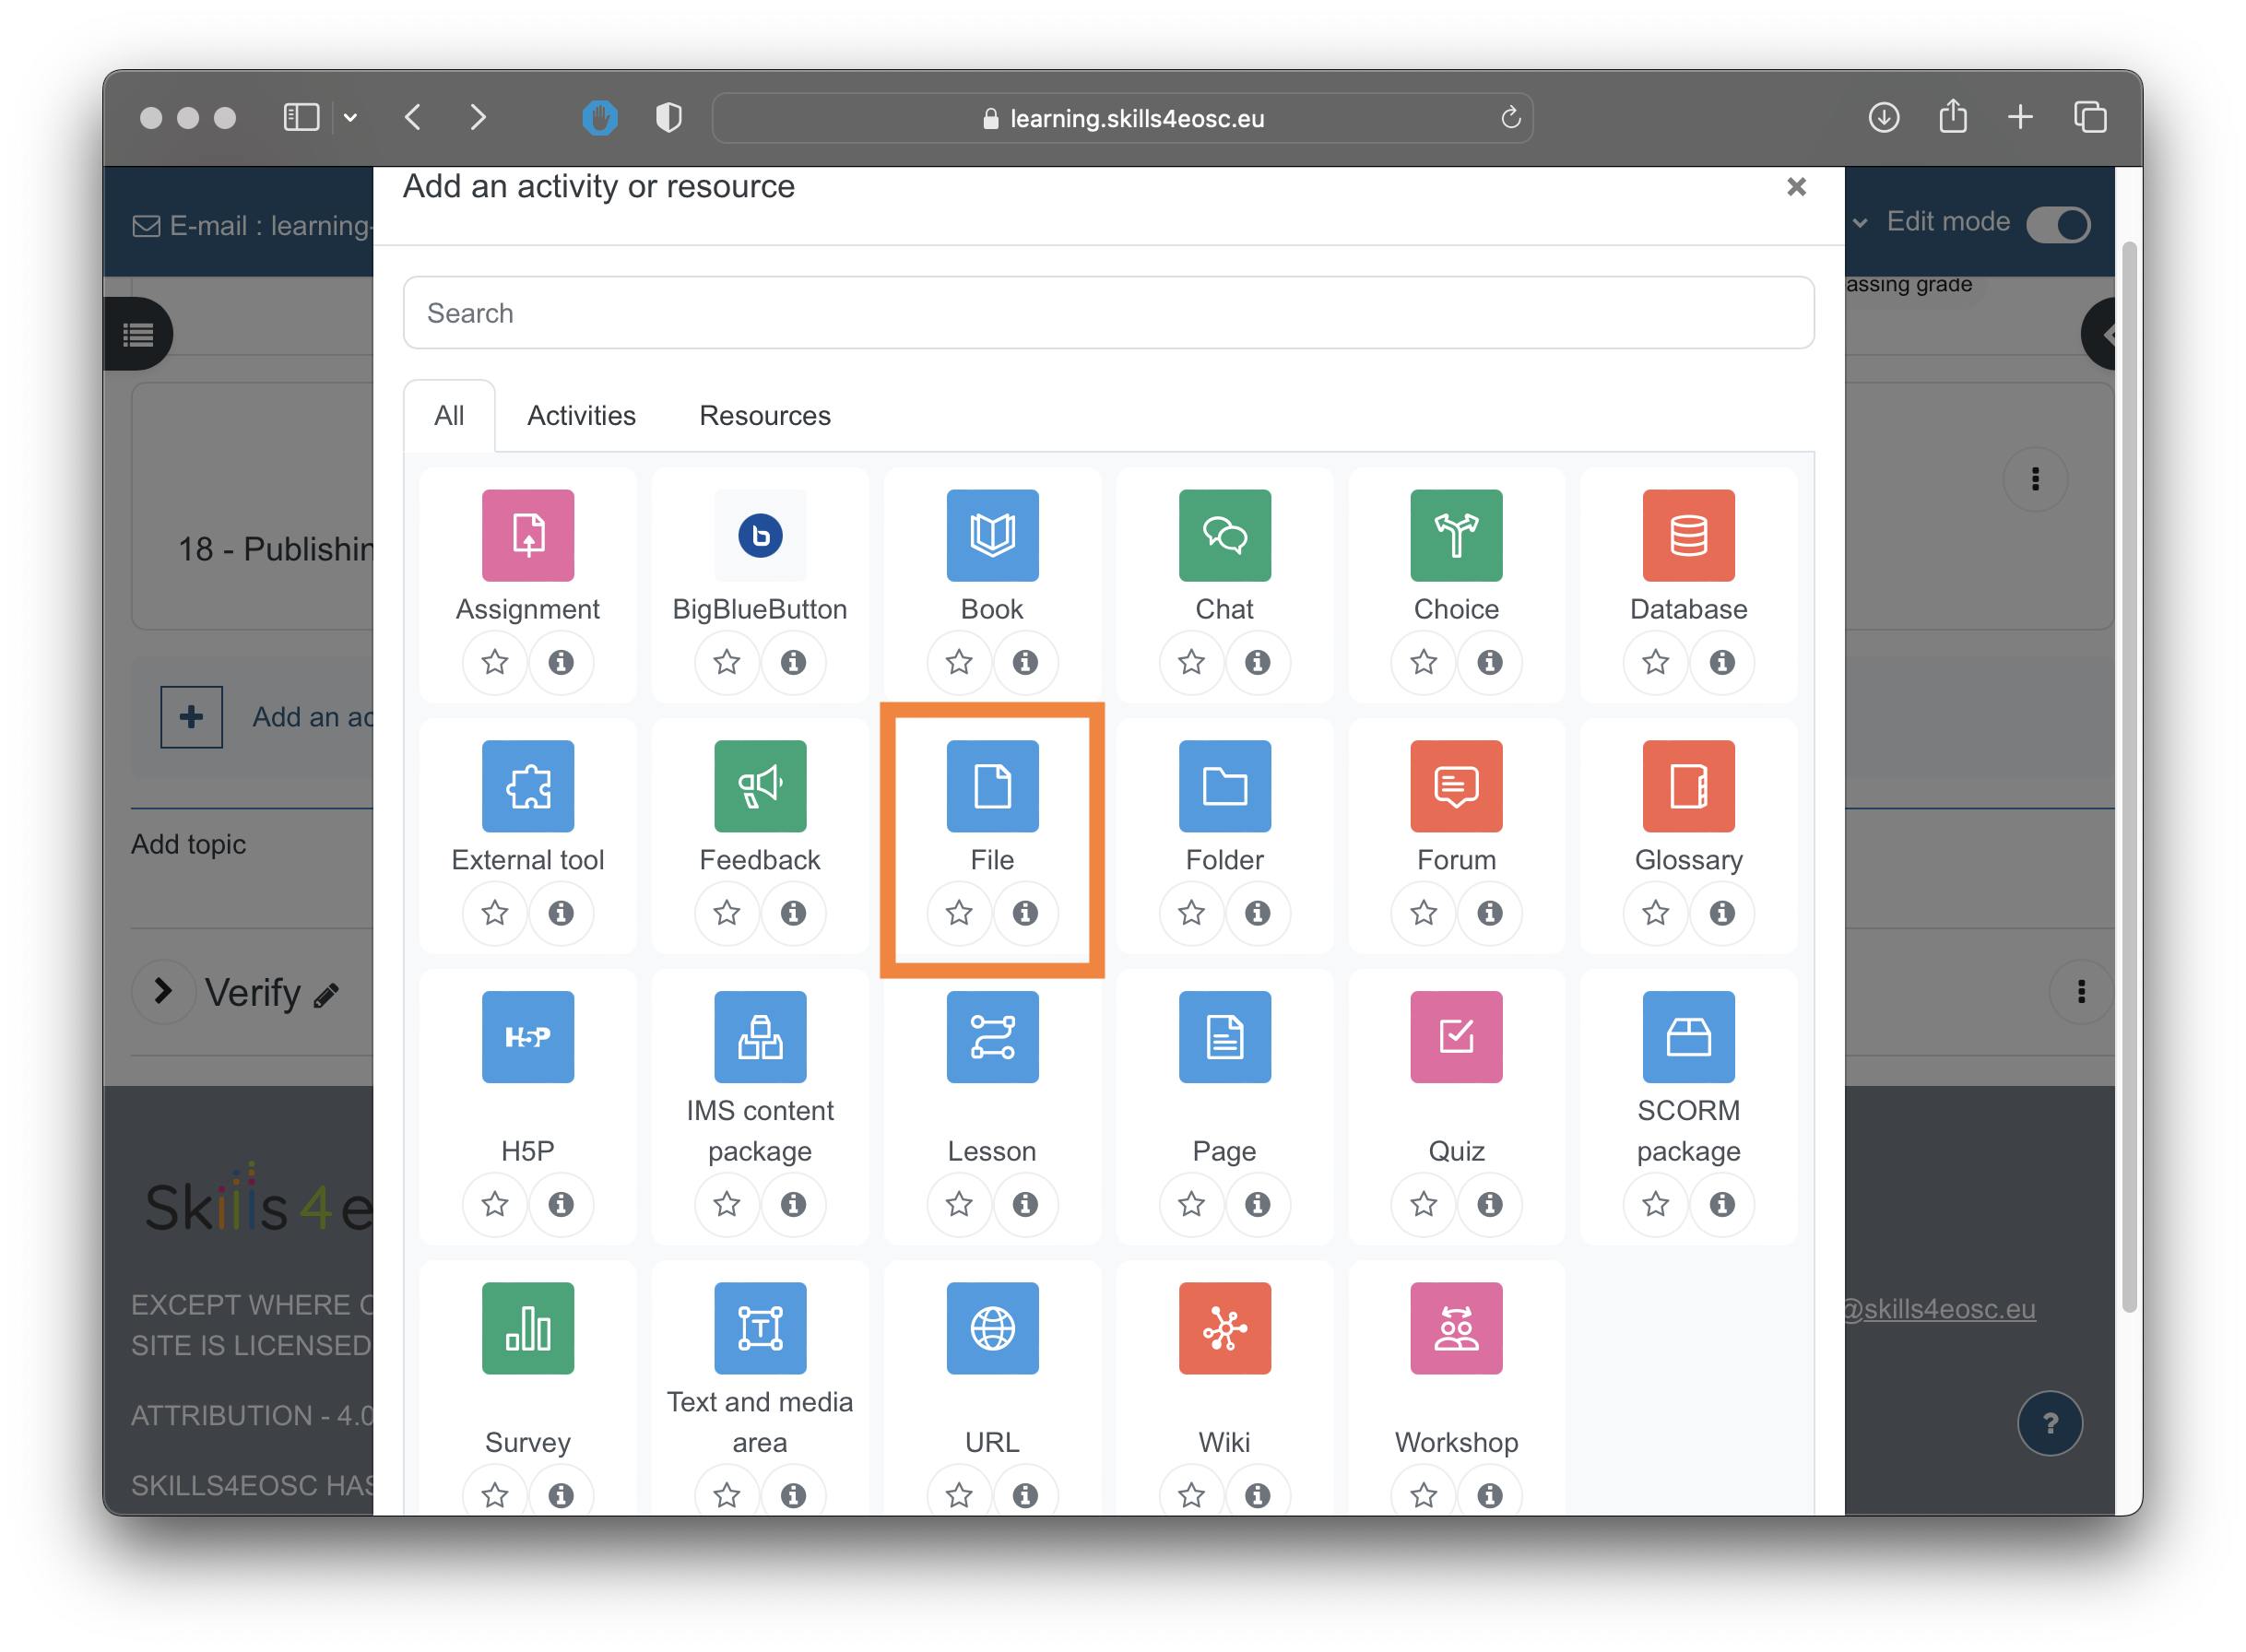 learning.skills4eosc.eu
Add an activity or resource
E-mail : learning-
Edit mode
assing grade
Search
All
Activities
Resources
18 - Publishin
Assignment
BigBlueButton
Book
Chat
Choice
Database
Add an ac
External tool
Feedback
File
Folder
Forum
Glossary
Add topic
Verify
H5P
H5P
IMS content
package
Lesson
Page
Quiz
SCORM
package
Skills 4 e
EXCEPT WHERE O
SITE IS LICENSED
ATTRIBUTION - 4.0
SKILLS4EOSC HAS
T
Survey
Text and media
area
URL
Wiki
Workshop
@skills4eosc.eu
?